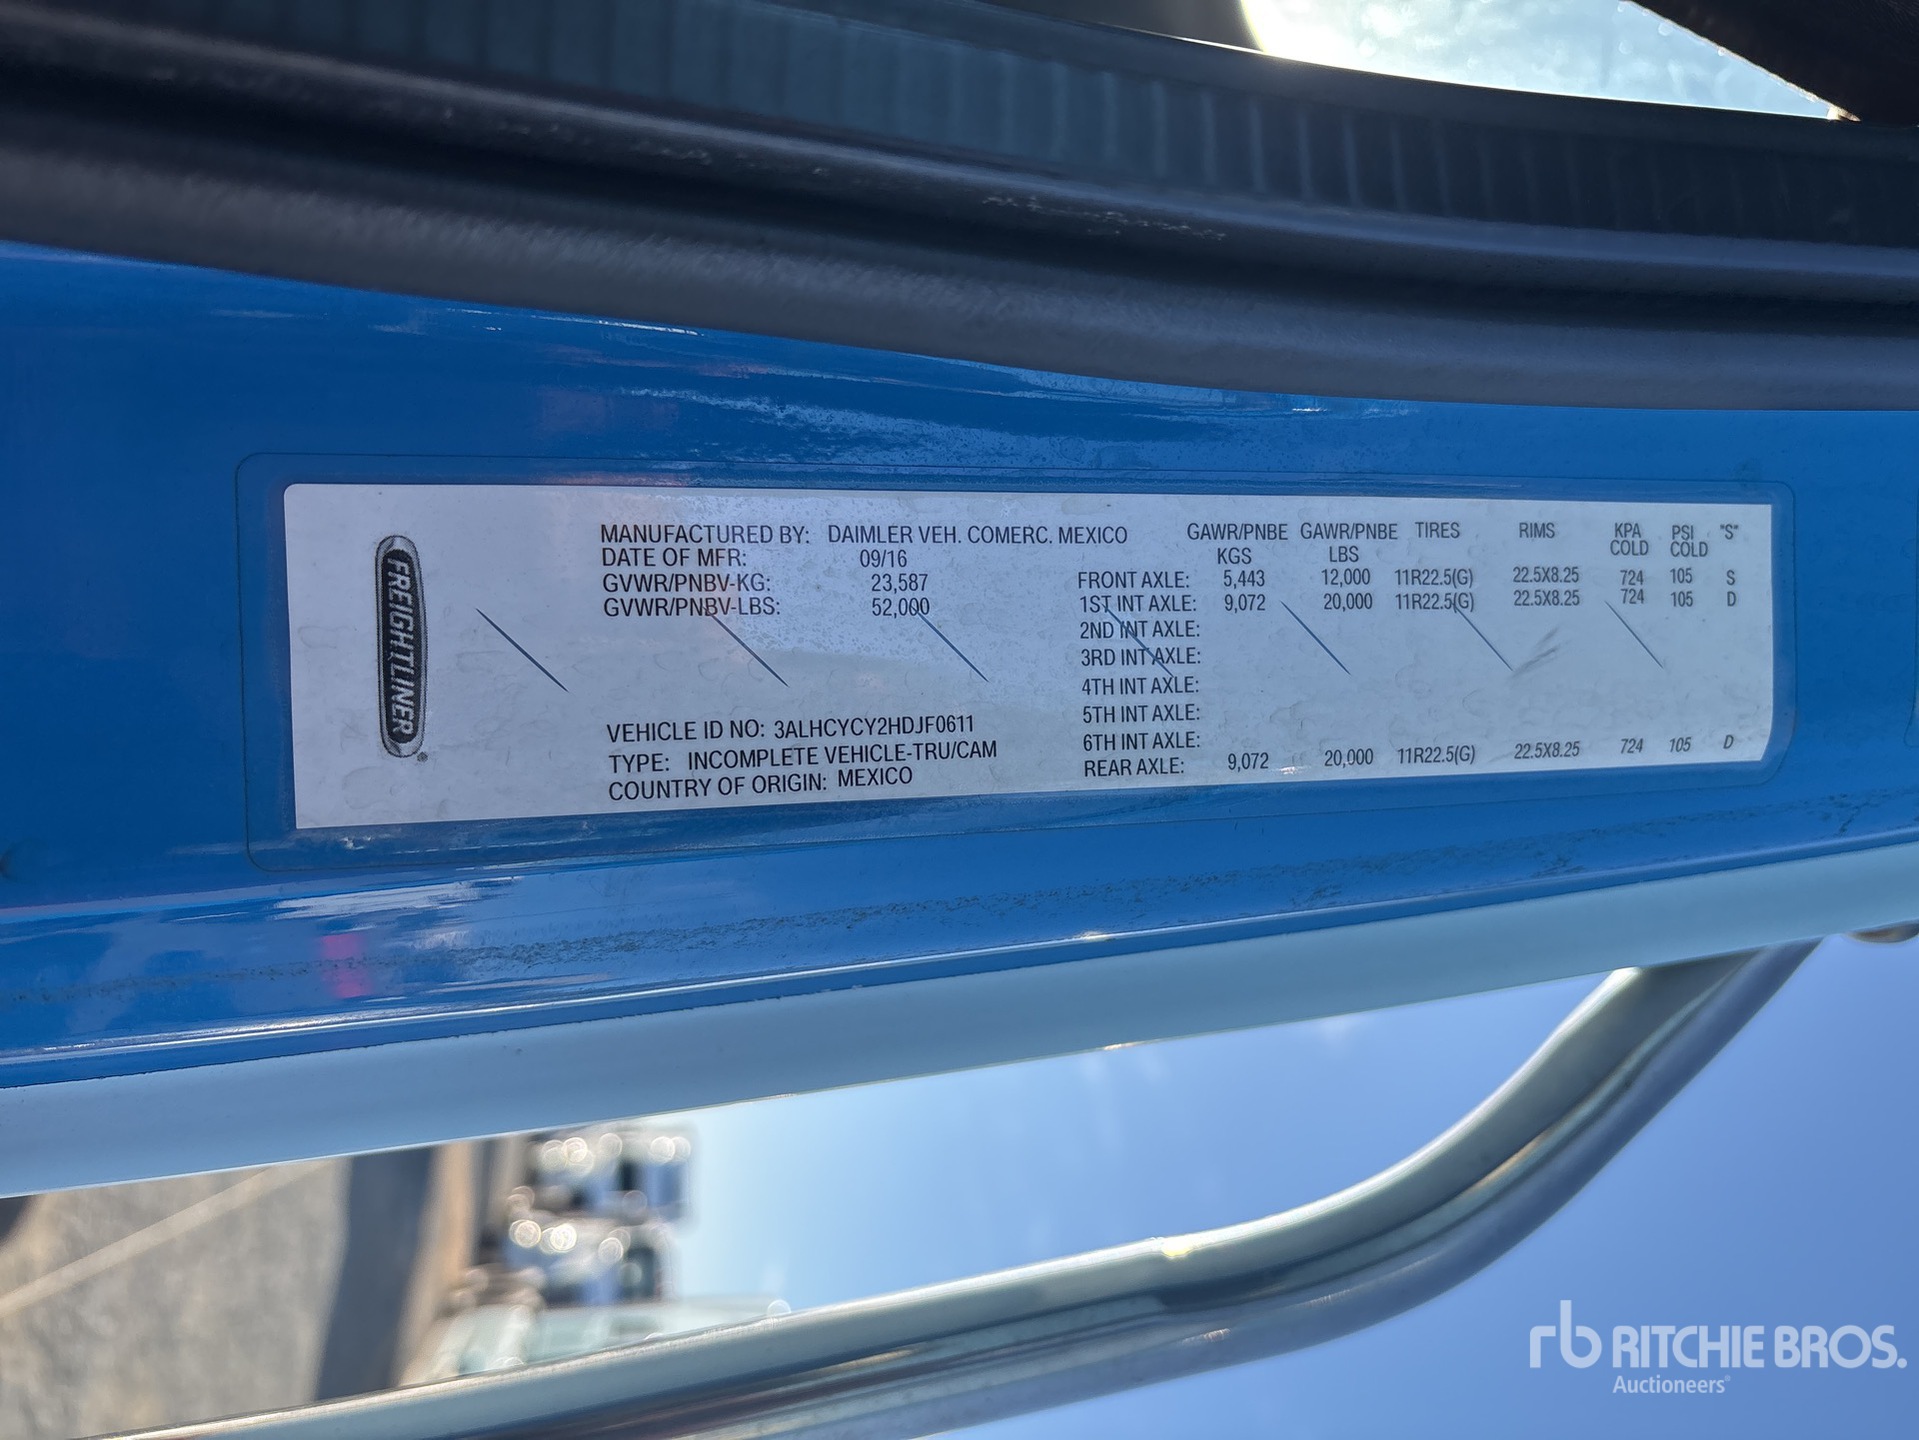 FREIGHTLINER®
MANUFACTURED BY: DAIMLER VEH. COMERC. MEXICO
DATE OF MFR: 09/16
GVWR/PNBV-KG: 23,587
GVWR/PNBV-LBS: 52,000
VEHICLE ID NO: 3ALHCYCY2HDJF0611
TYPE: INCOMPLETE VEHICLE-TRU/CAM
COUNTRY OF ORIGIN: MEXICO
GAWR/PNBE KGS GAWR/PNBE LBS TIRES RIMS KPA COLD PSI COLD "S"
FRONT AXLE: 5,443 12,000 11R22.5(G) 22.5X8.25 724 105 S
1ST INT AXLE: 9,072 20,000 11R22.5(G) 22.5X8.25 724 105 D
2ND INT AXLE:
3RD INT AXLE:
4TH INT AXLE:
5TH INT AXLE:
6TH INT AXLE:
REAR AXLE: 9,072 20,000 11R22.5(G) 22.5X8.25 724 105 D
rb RITCHIE BROS.
Auctioneers®